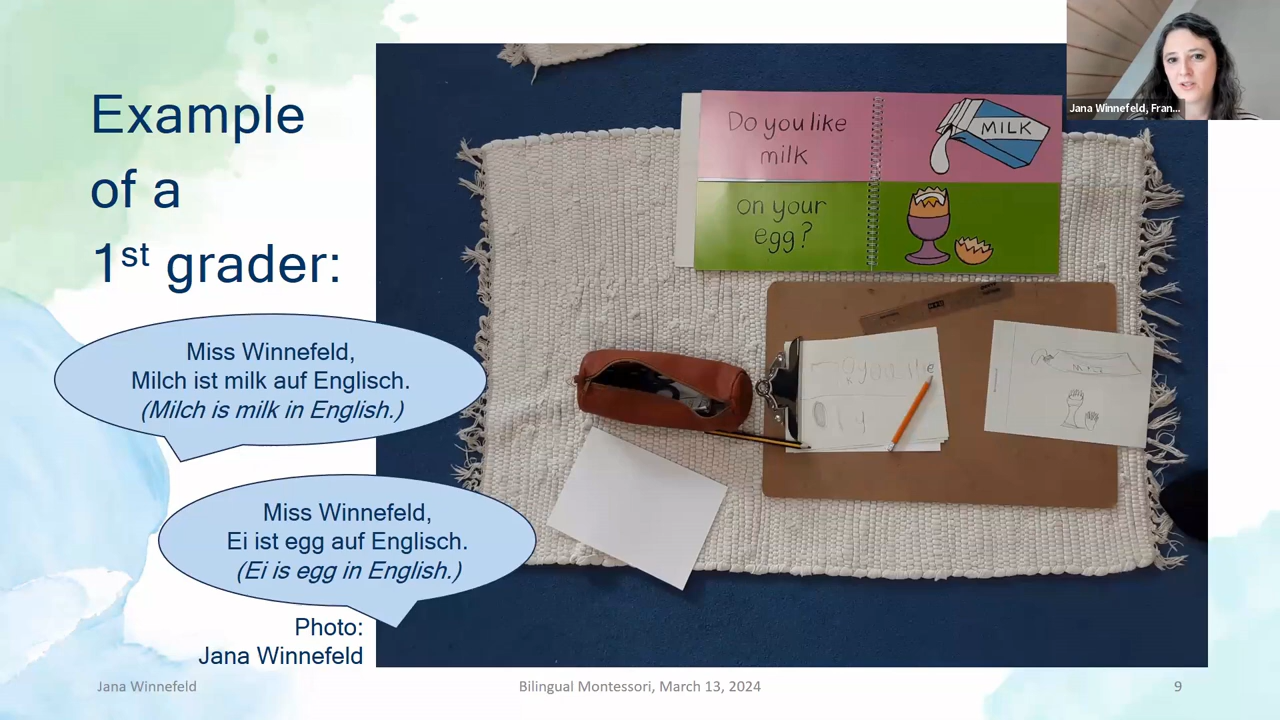 Example
of a
1st grader:
Miss Winnefeld,
Milch ist milk auf Englisch.
(Milch is milk in English.)
Miss Winnefeld,
Ei ist egg auf Englisch.
(Ei is egg in English.)
Photo:
Jana Winnefeld
Do you like
milk
MILK
on your
egg?
Jana Winnefeld, Fran...
Jana Winnefeld
Bilingual Montessori, March 13, 2024
9